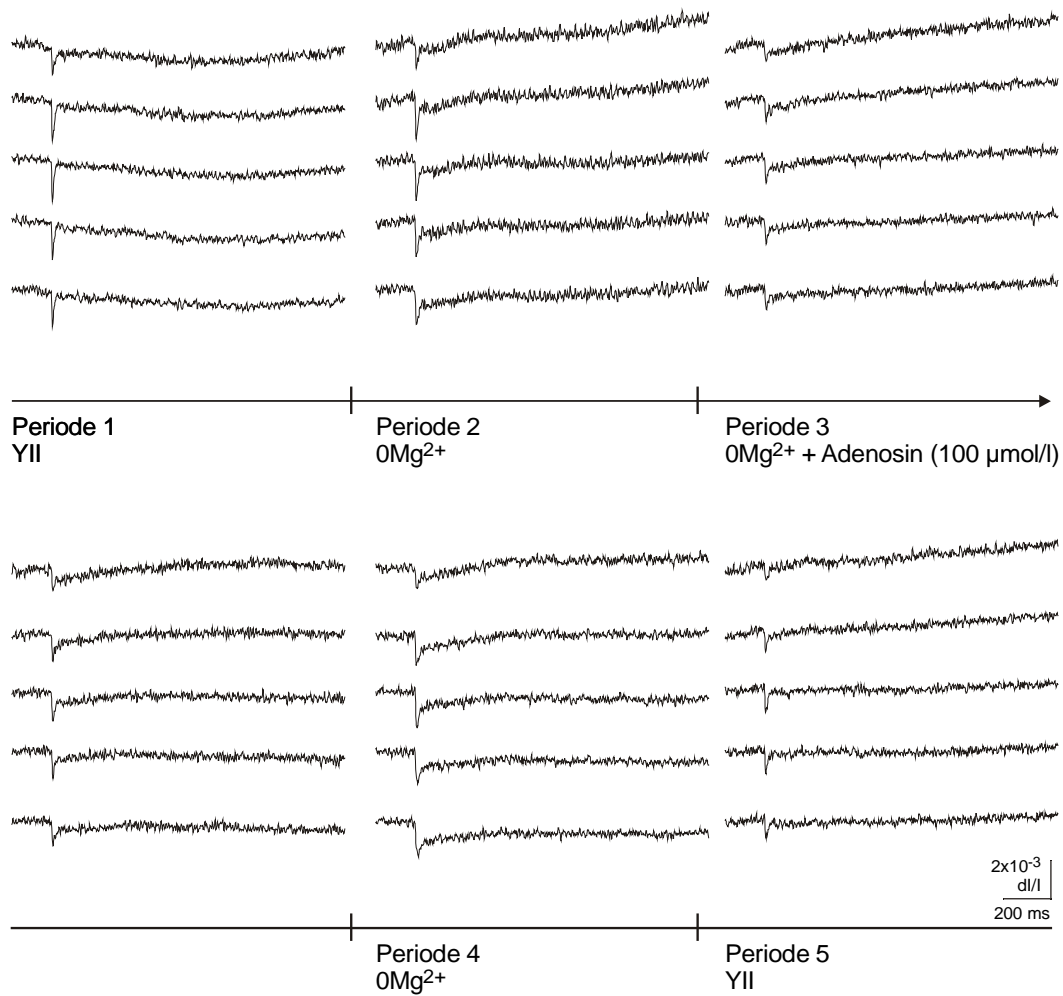 Periode 1
YII
Periode 2
0Mg2+
Periode 3
0Mg2+ + Adenosin (100 µmol/l)
2x10-3
dI/I
200 ms
Periode 4
0Mg2+
Periode 5
YII